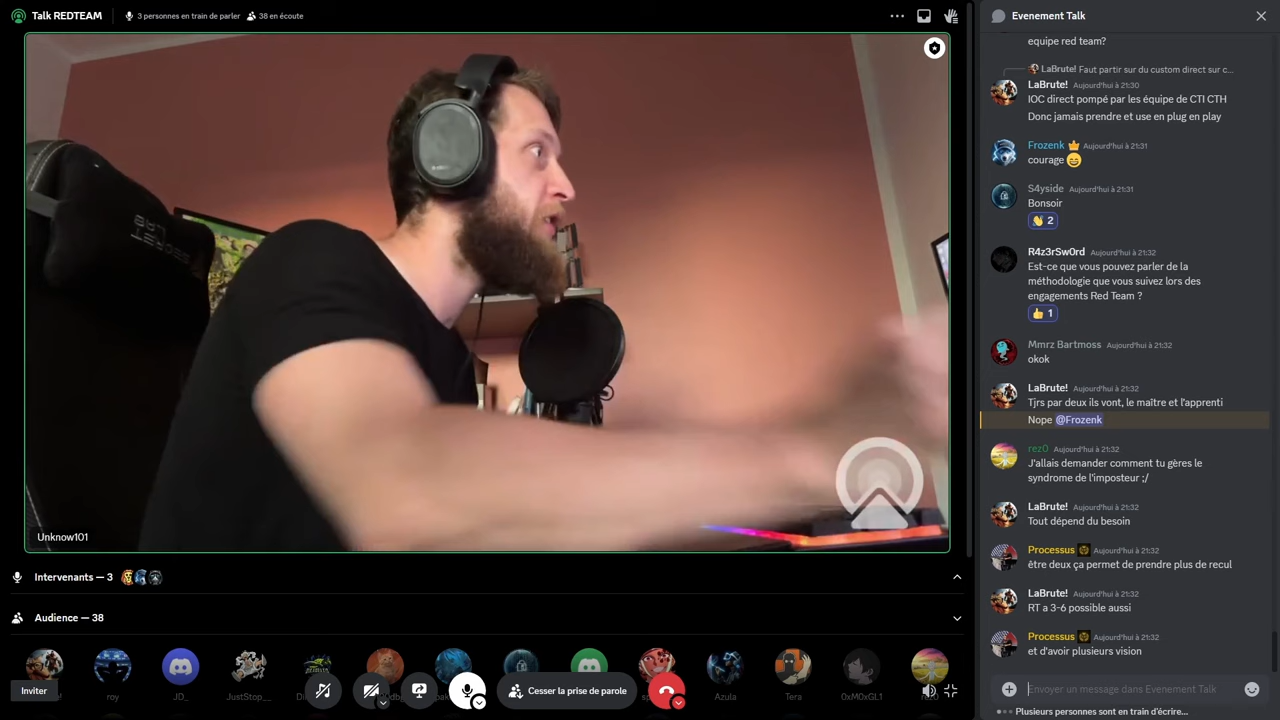 Talk REDTEAM
3 personnes en train de parler
38 en écoute
SECRET
LAB
Unknow101
Intervenants — 3
Audience — 38
roy
JD_
JustStop__
Azula
Tera
0xM0xGL1
Inviter
Cesser la prise de parole
Evenement Talk
equipe red team?
LaBrute! Faut partir sur du custom direct sur c...
LaBrute! Aujourd'hui à 21:30
IOC direct pompé par les équipe de CTI CTH
Donc jamais prendre et use en plug en play
Frozenk Aujourd'hui à 21:31
courage
S4yside Aujourd'hui à 21:31
Bonsoir
2
R4z3rSw0rd Aujourd'hui à 21:32
Est-ce que vous pouvez parler de la
méthodologie que vous suivez lors des
engagements Red Team ?
1
Mmrz Bartmoss Aujourd'hui à 21:32
okok
LaBrute! Aujourd'hui à 21:32
Tjrs par deux ils vont, le maître et l'apprenti
Nope @Frozenk
rez0 Aujourd'hui à 21:32
J'allais demander comment tu gères le
syndrome de l'imposteur ;/
LaBrute! Aujourd'hui à 21:32
Tout dépend du besoin
Processus Aujourd'hui à 21:32
être deux ça permet de prendre plus de recul
LaBrute! Aujourd'hui à 21:32
RT a 3-6 possible aussi
Processus Aujourd'hui à 21:32
et d'avoir plusieurs vision
Envoyer un message dans Evenement Talk
Plusieurs personnes sont en train d'écrire...